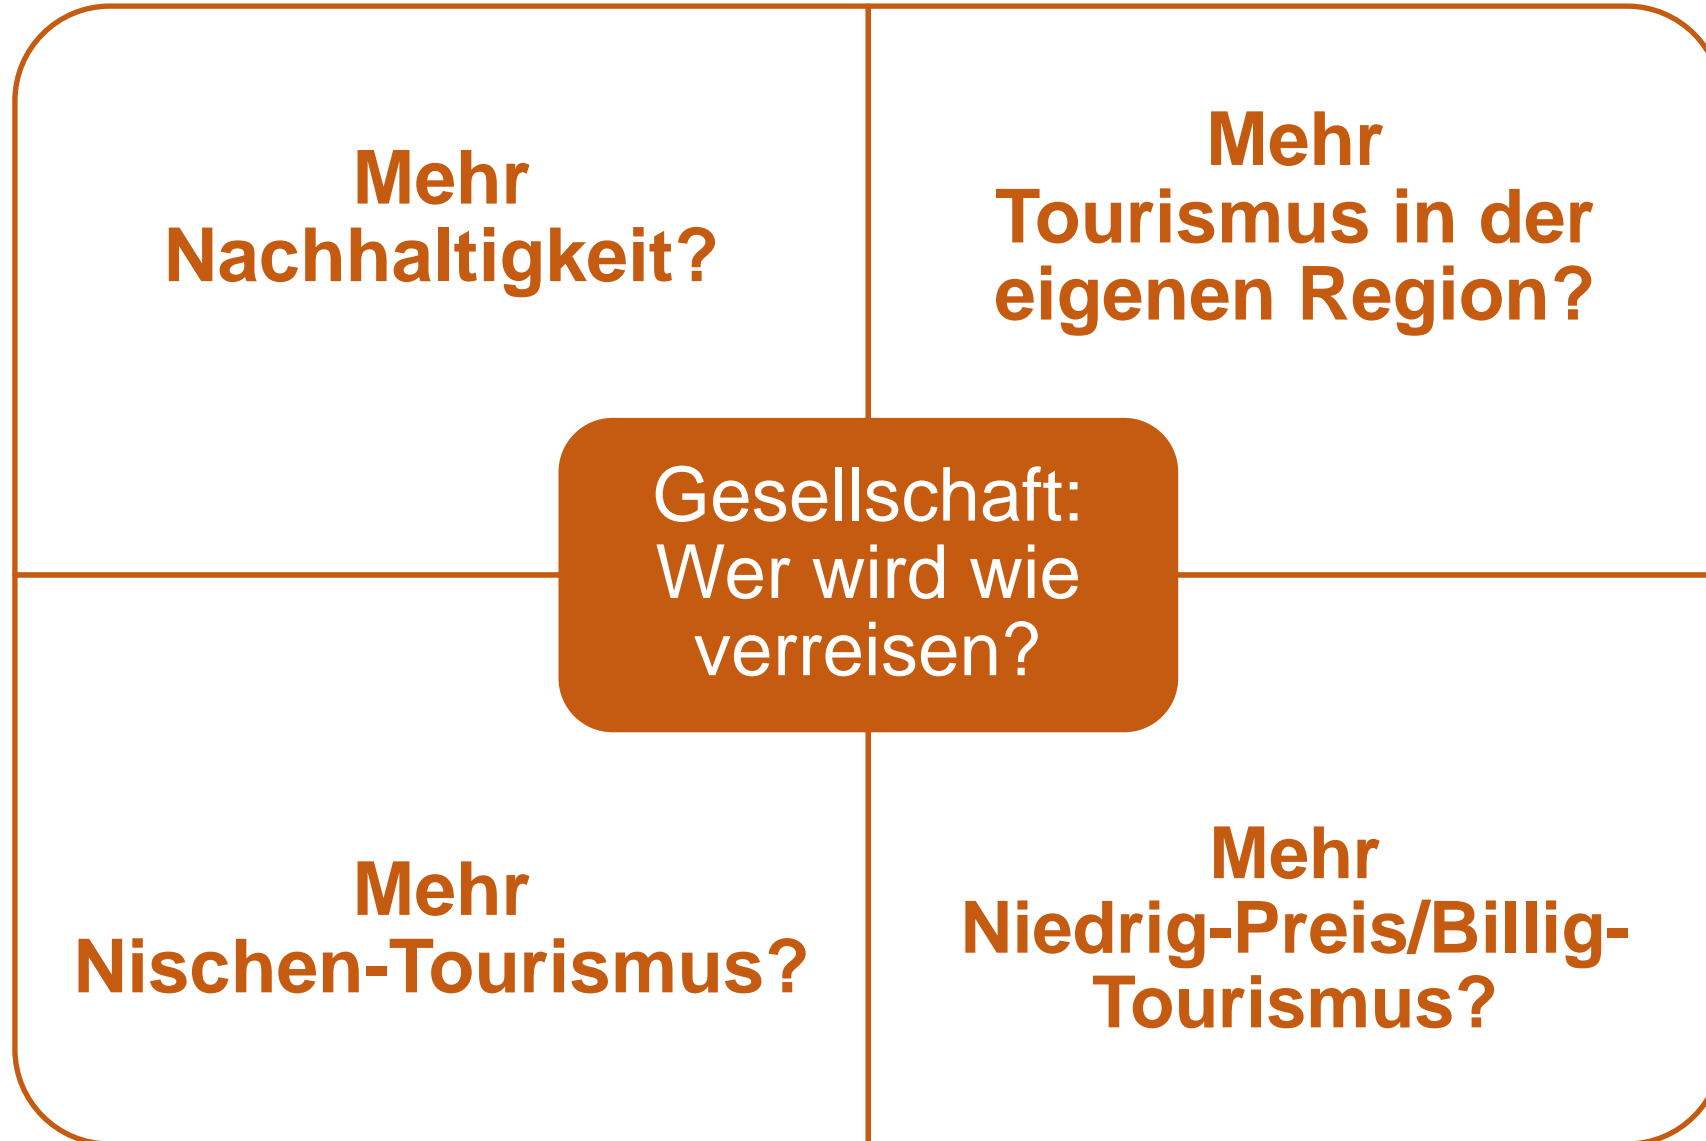 Mehr
Nachhaltigkeit?
Mehr
Tourismus in der
eigenen Region?
Gesellschaft:
Wer wird wie
verreisen?
Mehr
Nischen-Tourismus?
Mehr
Niedrig-Preis/Billig-
Tourismus?